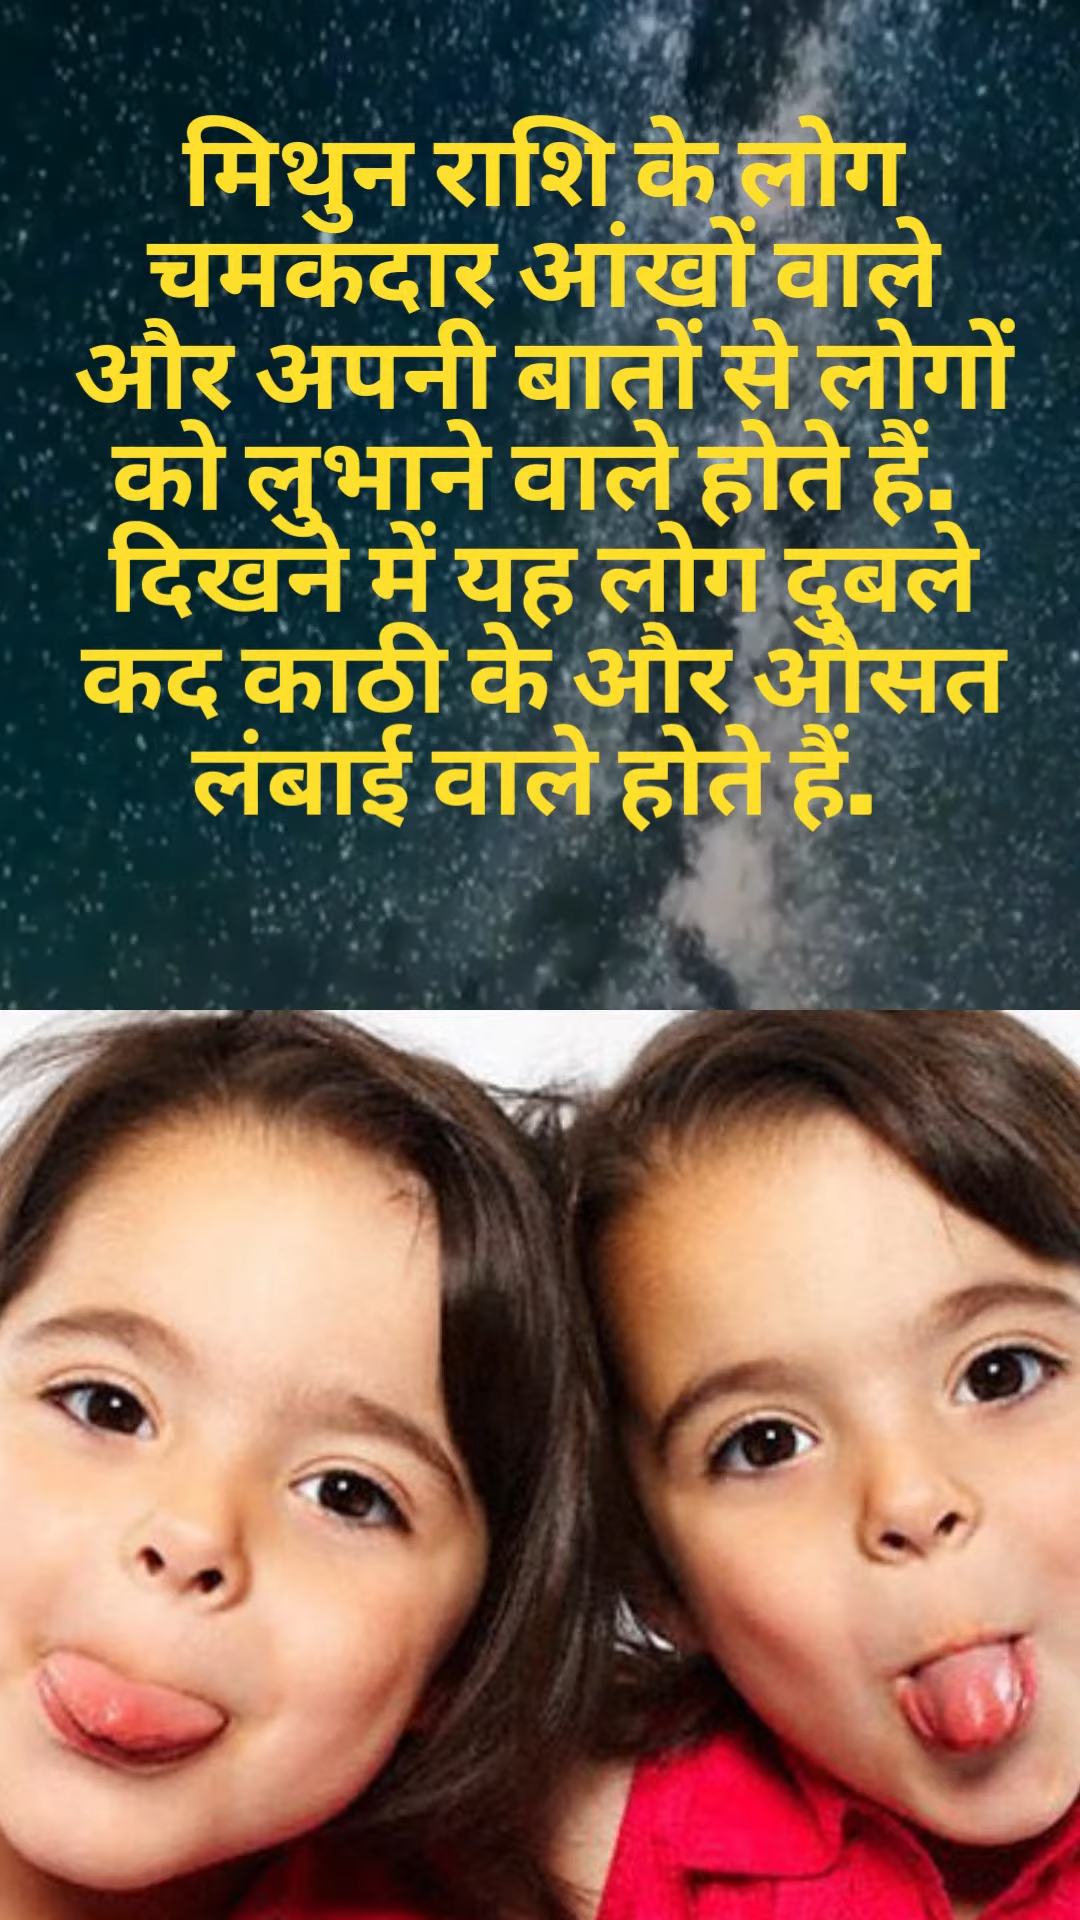 मिथुन राशि के लोग
चमकदार आंखों वाले
और अपनी बातों से लोगों
को लुभाने वाले होते हैं.
दिखने में यह लोग दुबले
कद काठी के और औसत
लंबाई वाले होते हैं.